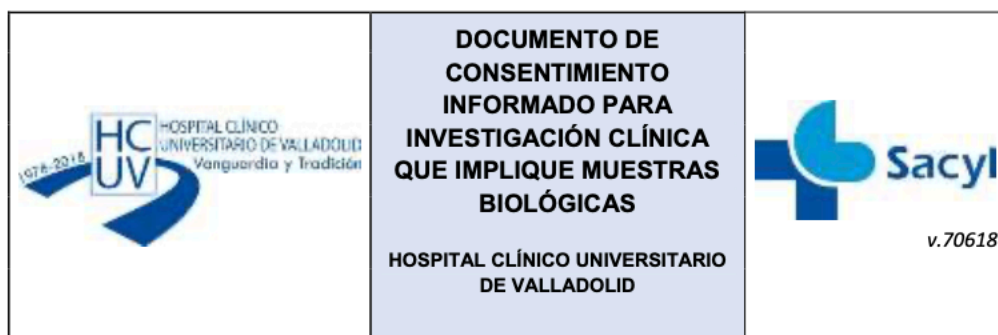 1978-2018
HC
UV
HOSPITAL CLÍNICO
UNIVERSITARIO DE VALLADOLID
Vanguardia y Tradición
DOCUMENTO DE
CONSENTIMIENTO
INFORMADO PARA
INVESTIGACIÓN CLÍNICA
QUE IMPLIQUE MUESTRAS
BIOLÓGICAS
HOSPITAL CLÍNICO UNIVERSITARIO
DE VALLADOLID
Sacyl
v.70618